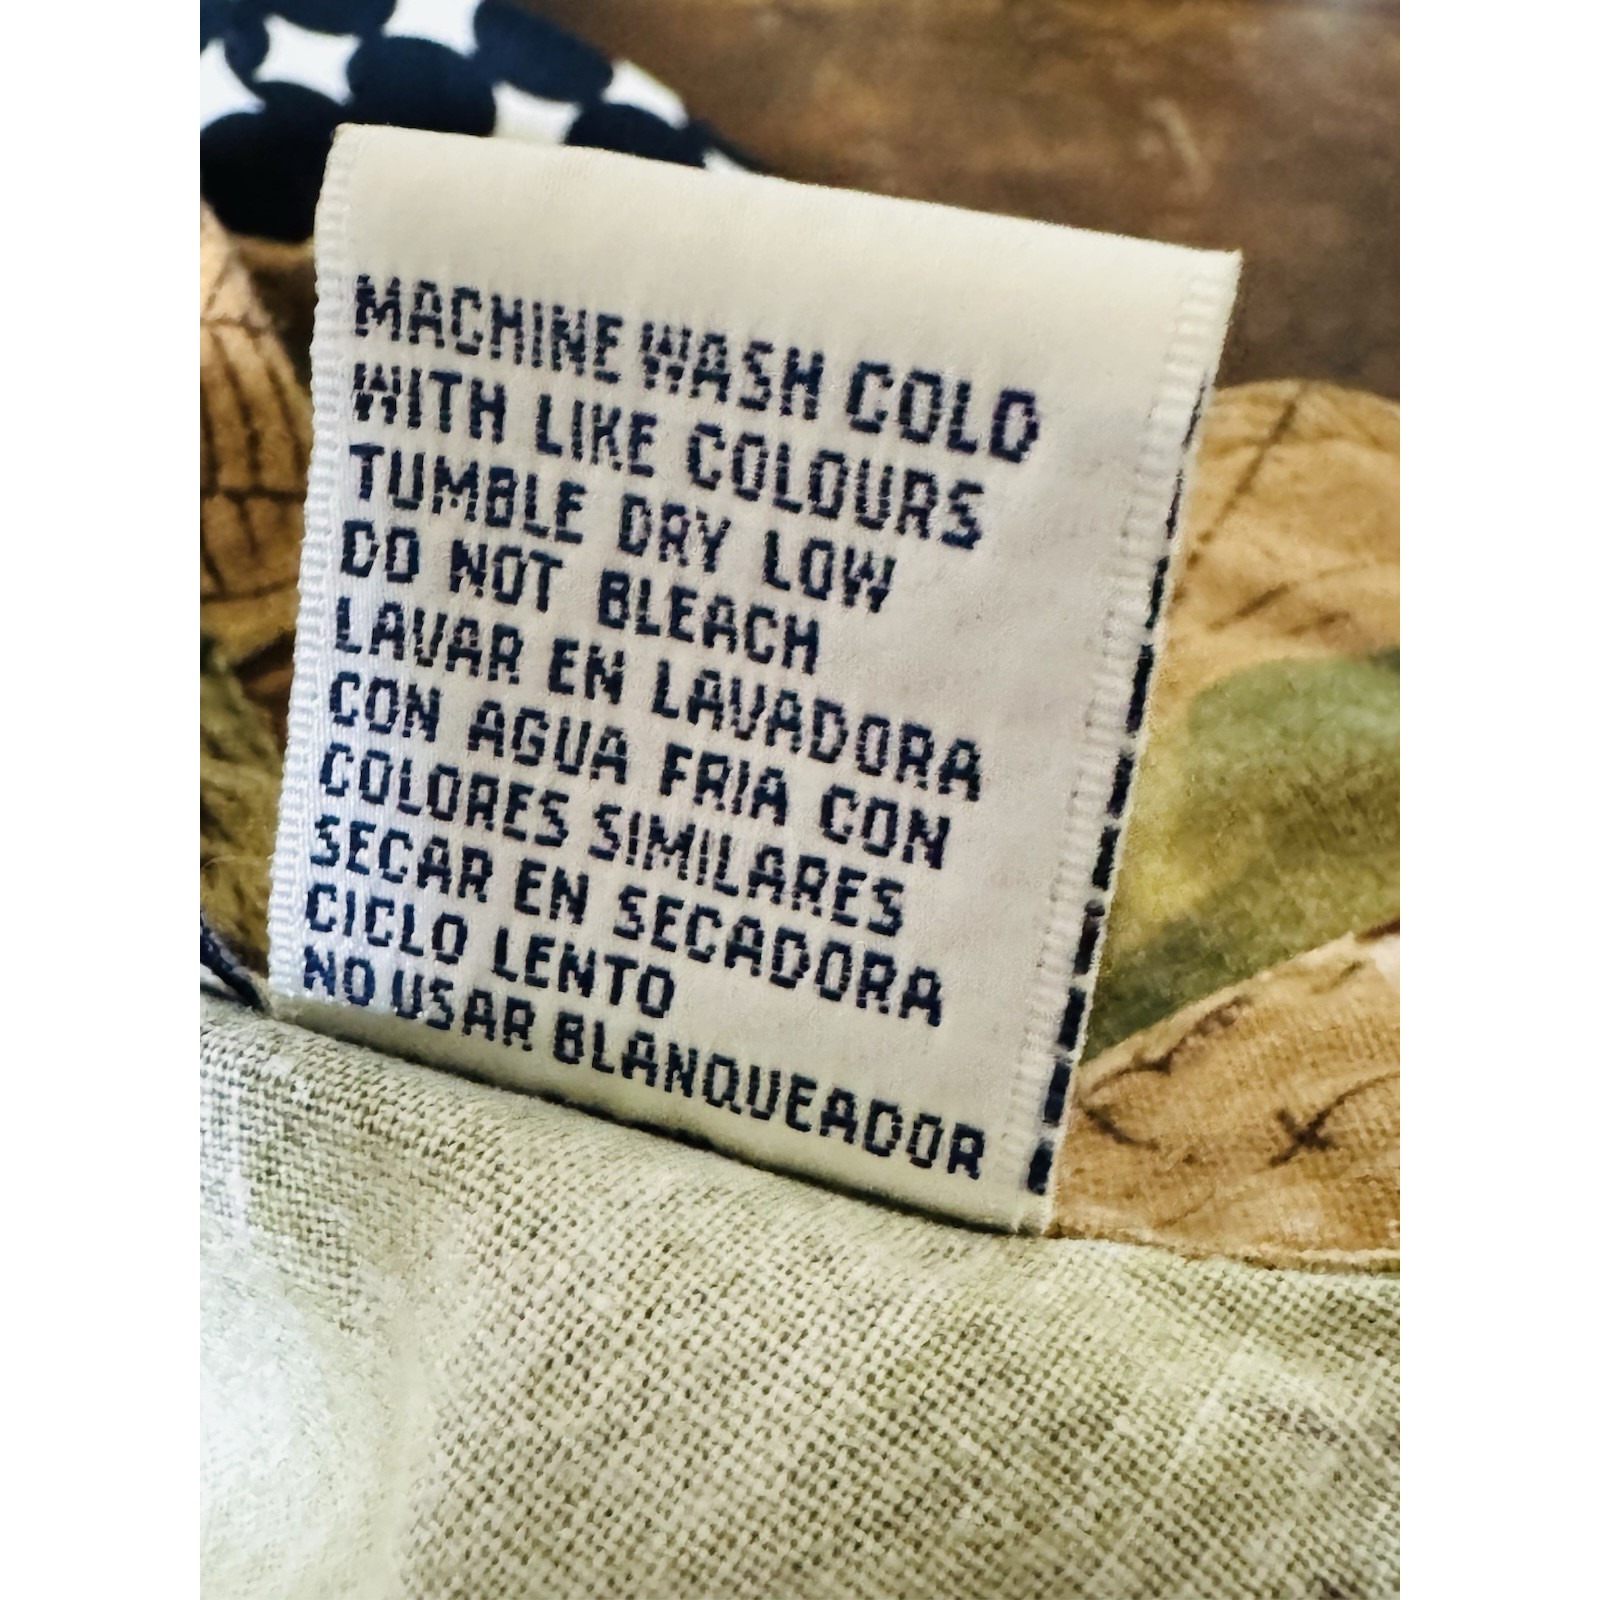 MACHINE WASH COLD
WITH LIKE COLOURS
TUMBLE DRY LOW
DO NOT BLEACH
LAVAR EN LAVADORA
CON AGUA FRIA CON
COLORES SIMILARES
SECAR EN SECADORA
CICLO LENTO
NO USAR BLANQUEADOR